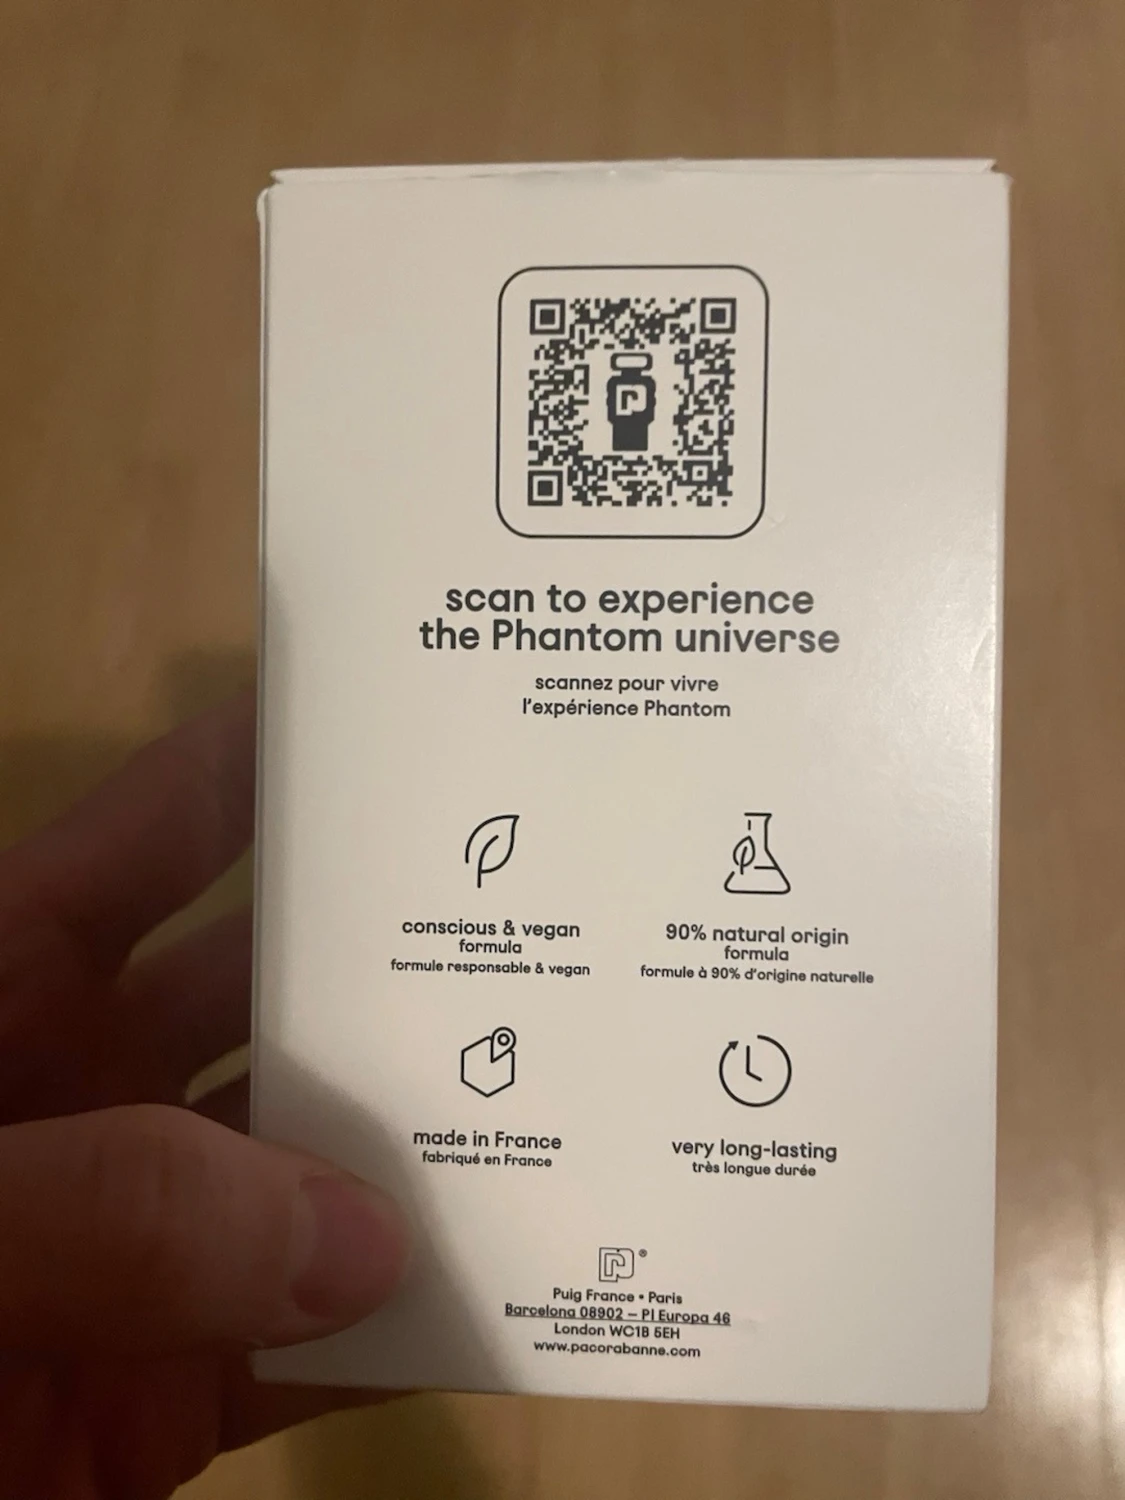 scan to experience
the Phantom universe
scannez pour vivre
l'expérience Phantom
conscious & vegan
formula
formule responsable & vegan
90% natural origin
formula
formule à 90% d'origine naturelle
made in France
fabriqué en France
very long-lasting
très longue durée
Puig France • Paris
Barcelona 08902 – Pl Europa 46
London WC1B 5EH
www.pacorabanne.com